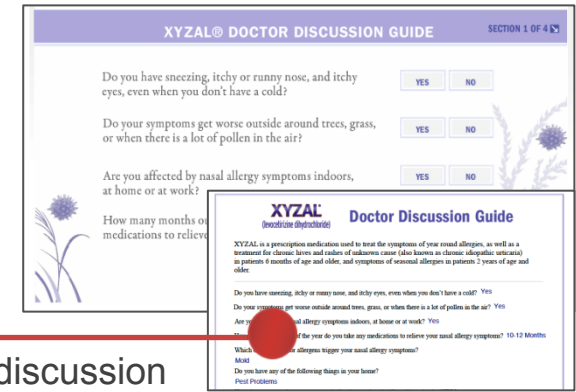 XYZAL® DOCTOR DISCUSSION GUIDE
SECTION 1 OF 4
Do you have sneezing, itchy or runny nose, and itchy
eyes, even when you don't have a cold?
YES NO
Do your symptoms get worse outside around trees, grass,
or when there is a lot of pollen in the air?
YES NO
Are you affected by nasal allergy symptoms indoors,
at home or at work?
YES NO
How many months
medications to relieve
XYZAL®
(levocetirizine dihydrochloride)
Doctor Discussion Guide
XYZAL is a prescription medication used to treat the symptoms of year round allergies, as well as a
treatment for chronic hives and rashes of unknown cause (also known as chronic idiopathic urticaria)
in patients 6 months of age and older, and symptoms of seasonal allergies in patients 2 years of age and
older.
Do you have sneezing, itchy or runny nose, and itchy eyes, even when you don't have a cold? Yes
Do your symptoms get worse outside around trees, grass, or when there is a lot of pollen in the air? Yes
Are nasal allergy symptoms indoors, at home or at work? Yes
of the year do you take any medications to relieve your nasal allergy symptoms? 10-12 Months
Which allergens trigger your nasal allergy symptoms?
Mold
Do you have any of the following things in your home?
Pest Problems
discussion